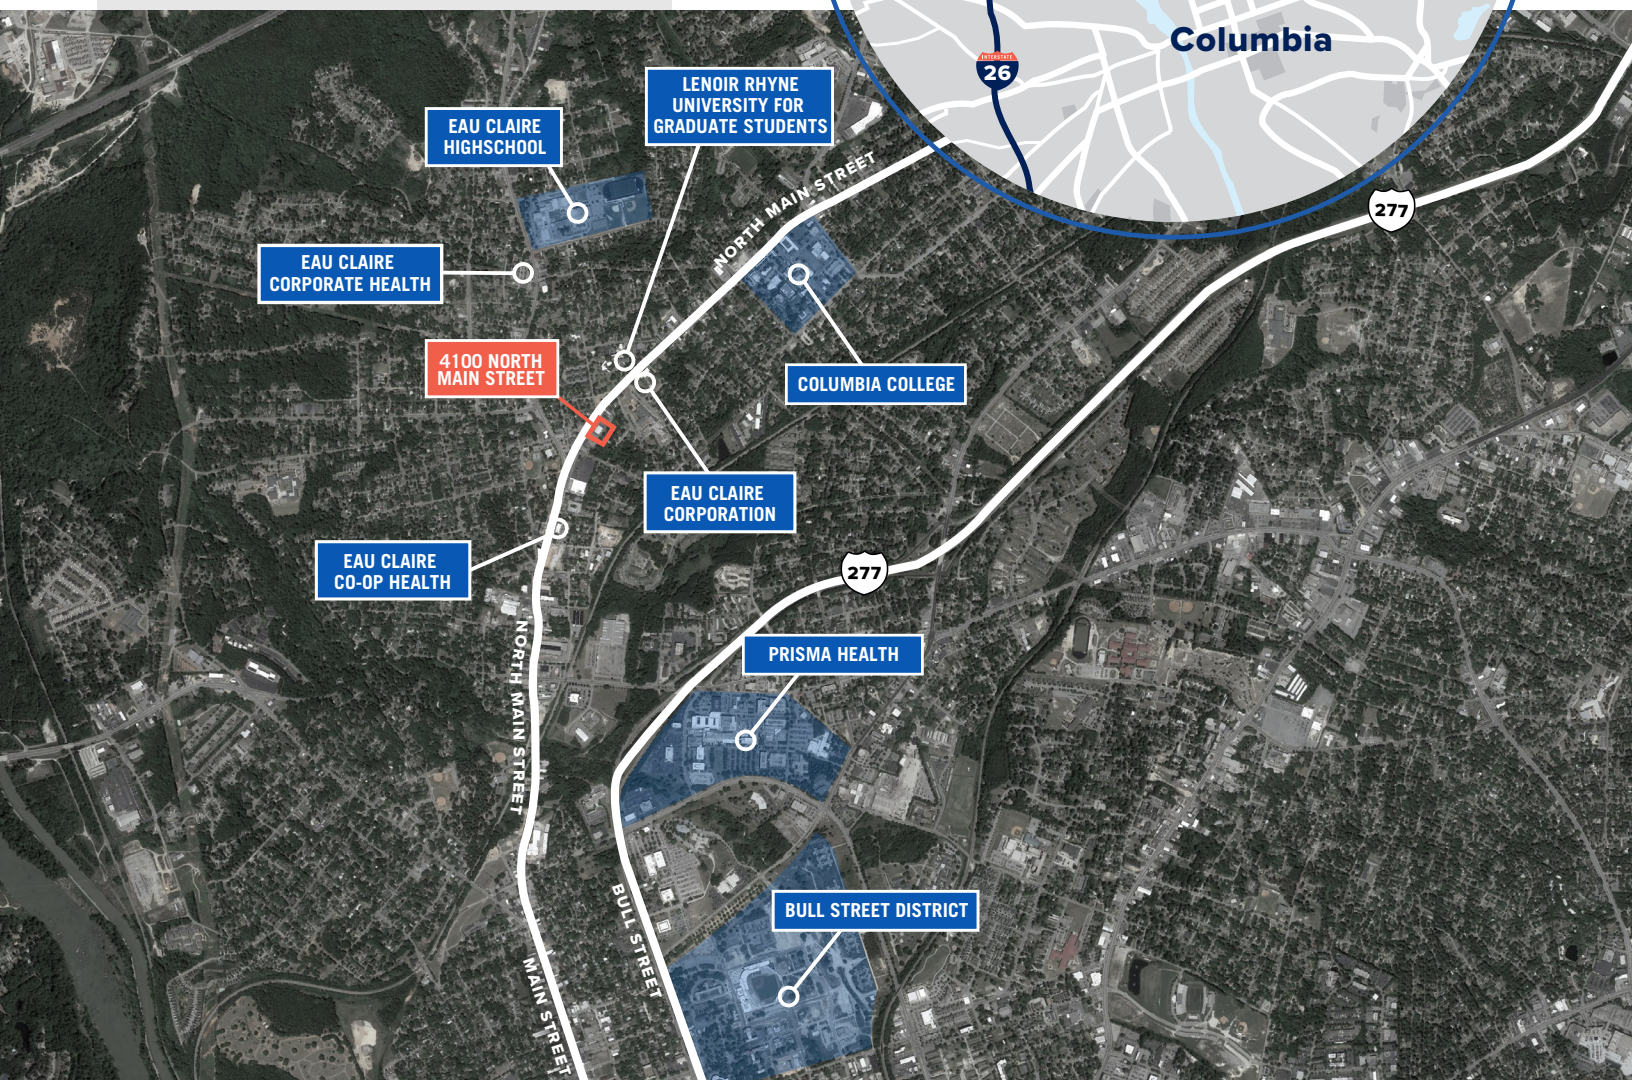 Columbia
INTERSTATE
26
LENOIR RHYNE
UNIVERSITY FOR
GRADUATE STUDENTS
EAU CLAIRE
HIGHSCHOOL
NORTH MAIN STREET
277
EAU CLAIRE
CORPORATE HEALTH
4100 NORTH
MAIN STREET
COLUMBIA COLLEGE
EAU CLAIRE
CORPORATION
EAU CLAIRE
CO-OP HEALTH
277
NORTH MAIN STREET
PRISMA HEALTH
BULL STREET
BULL STREET DISTRICT
MAIN STREET